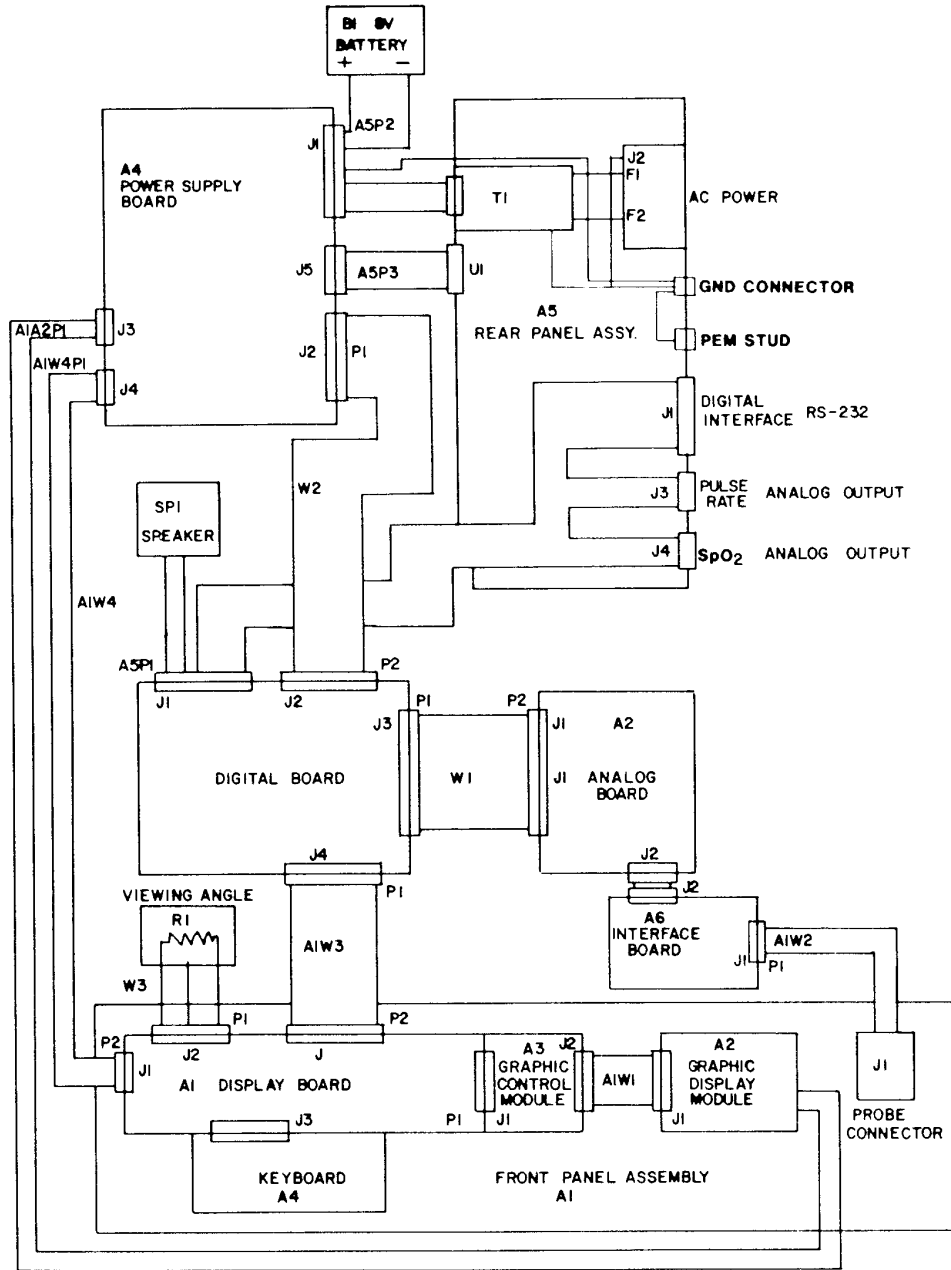 B1 8V
BATTERY
+ -
A5P2
J1
A4
POWER SUPPLY
BOARD
J2
F1
T1
AC POWER
F2
J5
A5P3
U1
GND CONNECTOR
A5
REAR PANEL ASSY.
A1A2P1
J3
J2
P1
PEM STUD
A1W4P1
J4
J1
DIGITAL
INTERFACE RS-232
W2
J3
PULSE
RATE ANALOG OUTPUT
SP1
SPEAKER
J4
SpO2 ANALOG OUTPUT
A1W4
A5P1
P2
J1
J2
P1
P2
J3
J1
A2
DIGITAL BOARD
W1
J1
ANALOG
BOARD
J4
P1
J2
J2
VIEWING ANGLE
R1
A1W3
A6
INTERFACE
BOARD
A1W2
J1
P1
W3
P1
P2
P2
J2
J
J1
A1 DISPLAY BOARD
A3
GRAPHIC
CONTROL
MODULE
J2
A1W1
A2
GRAPHIC
DISPLAY
MODULE
J1
P1
J1
J1
PROBE
CONNECTOR
J3
KEYBOARD
A4
FRONT PANEL ASSEMBLY
A1